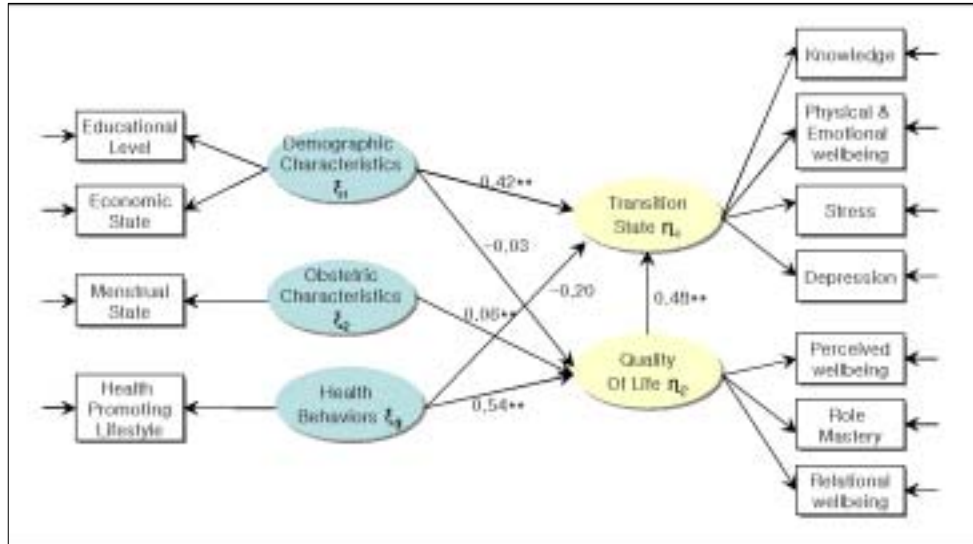 Knowledge
Physical &
Emotional
wellbeing
Educational
Level
Demographic
Characteristics
ξ₁
0.42**
Economic
State
Transition
State η₁
Stress
-0.03
Depression
Menstrual
State
Obstetric
Characteristics
ξ₂
-0.20
0.06**
0.48**
Quality
Of Life η₂
Perceived
wellbeing
Health
Promoting
Lifestyle
Health
Behaviors ξ₃
0.54**
Role
Mastery
Relational
wellbeing